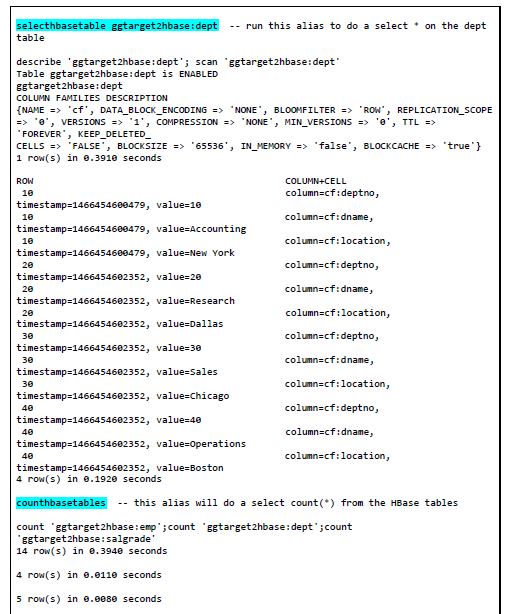 selecthbasetable ggtarget2hbase:dept -- run this alias to do a select * on the dept
table
describe 'ggtarget2hbase:dept'; scan 'ggtarget2hbase:dept'
Table ggtarget2hbase:dept is ENABLED
ggtarget2hbase:dept
COLUMN FAMILIES DESCRIPTION
{NAME => 'cf', DATA_BLOCK_ENCODING => 'NONE', BLOOMFILTER => 'ROW', REPLICATION_SCOPE
=> '0', VERSIONS => '1', COMPRESSION => 'NONE', MIN_VERSIONS => '0', TTL =>
'FOREVER', KEEP_DELETED_
CELLS => 'FALSE', BLOCKSIZE => '65536', IN_MEMORY => 'false', BLOCKCACHE => 'true'}
1 row(s) in 0.3910 seconds
ROW COLUMN+CELL
10 column=cf:deptno,
timestamp=1466454600479, value=10
10 column=cf:dname,
timestamp=1466454600479, value=Accounting
10 column=cf:location,
timestamp=1466454600479, value=New York
20 column=cf:deptno,
timestamp=1466454602352, value=20
20 column=cf:dname,
timestamp=1466454602352, value=Research
20 column=cf:location,
timestamp=1466454602352, value=Dallas
30 column=cf:deptno,
timestamp=1466454602352, value=30
30 column=cf:dname,
timestamp=1466454602352, value=Sales
30 column=cf:location,
timestamp=1466454602352, value=Chicago
40 column=cf:deptno,
timestamp=1466454602352, value=40
40 column=cf:dname,
timestamp=1466454602352, value=Operations
40 column=cf:location,
timestamp=1466454602352, value=Boston
4 row(s) in 0.1920 seconds
counthbasetables -- this alias will do a select count(*) from the HBase tables
count 'ggtarget2hbase:emp';count 'ggtarget2hbase:dept';count
'ggtarget2hbase:salgrade'
14 row(s) in 0.3940 seconds
4 row(s) in 0.0110 seconds
5 row(s) in 0.0080 seconds